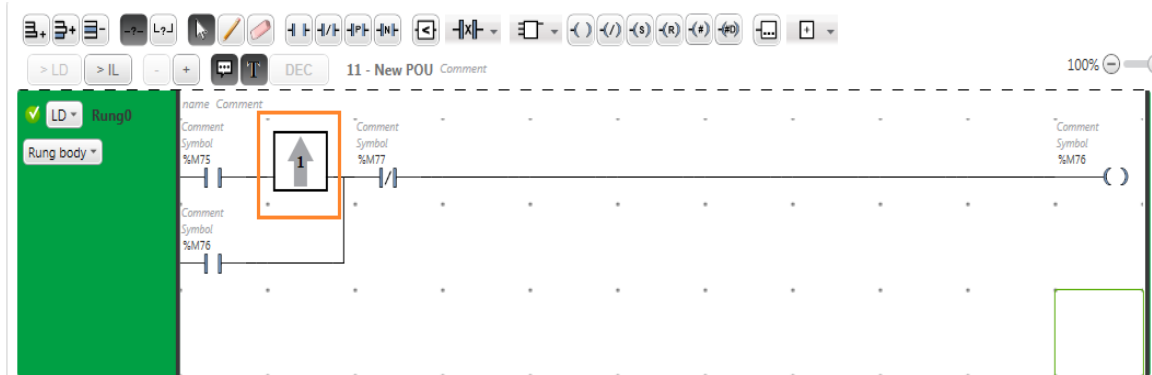 -?- L?┘ P N < X (/) (S) (R) (#) (#D) ...
> LD > IL - + T DEC 11 - New POU Comment 100%
LD Rung0
Rung body
name Comment
Comment
Symbol
%M75
1
Comment
Symbol
%M77
Comment
Symbol
%M76
Comment
Symbol
%M76